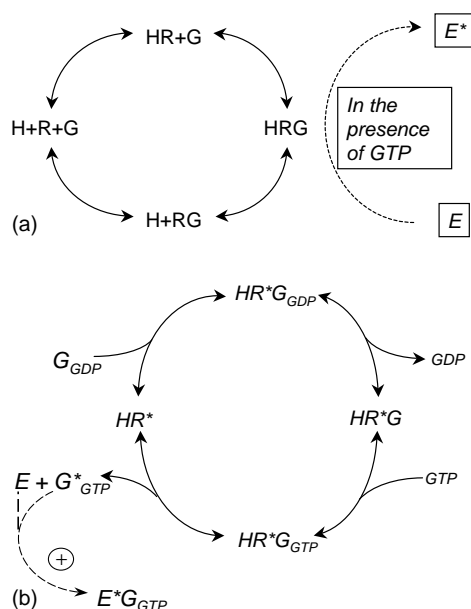 HR+G
E*
H+R+G
HRG
In the
presence
of GTP
H+RG
E
(a)
HR*G_GDP
G_GDP
GDP
HR*
HR*G
E + G*_GTP
GTP
HR*G_GTP
+
E*G_GTP
(b)